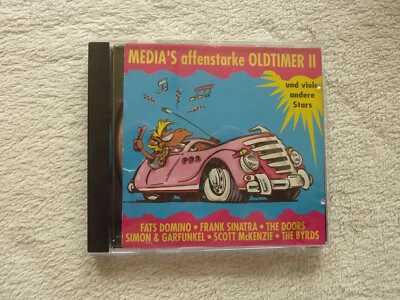 MEDIA'S affenstarke OLDTIMER II
und viele
andere
Stars
FATS DOMINO • FRANK SINATRA • THE DOORS
SIMON & GARFUNKEL • SCOTT McKENZIE • THE BYRDS